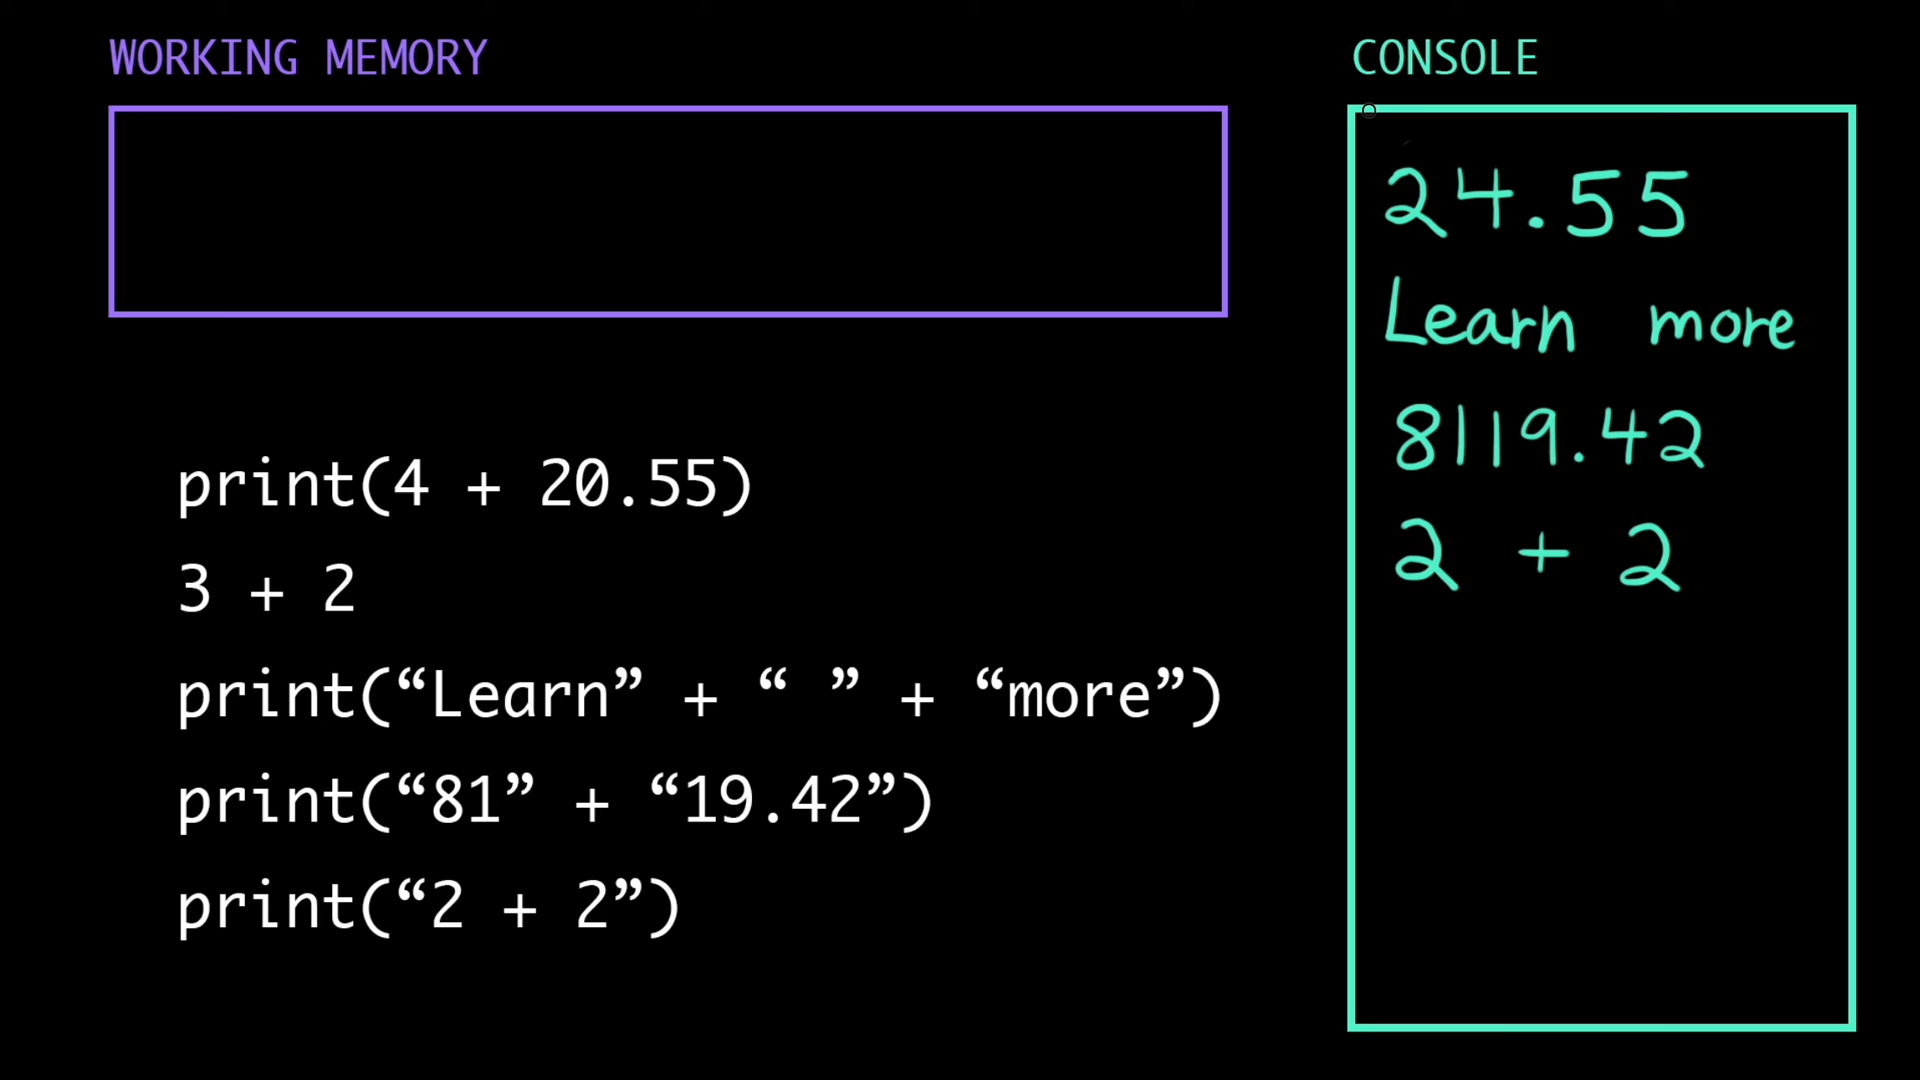 WORKING MEMORY
print(4 + 20.55)
3 + 2
print(“Learn” + “ ” + “more”)
print(“81” + “19.42”)
print(“2 + 2”)
CONSOLE
24.55
Learn more
8119.42
2 + 2